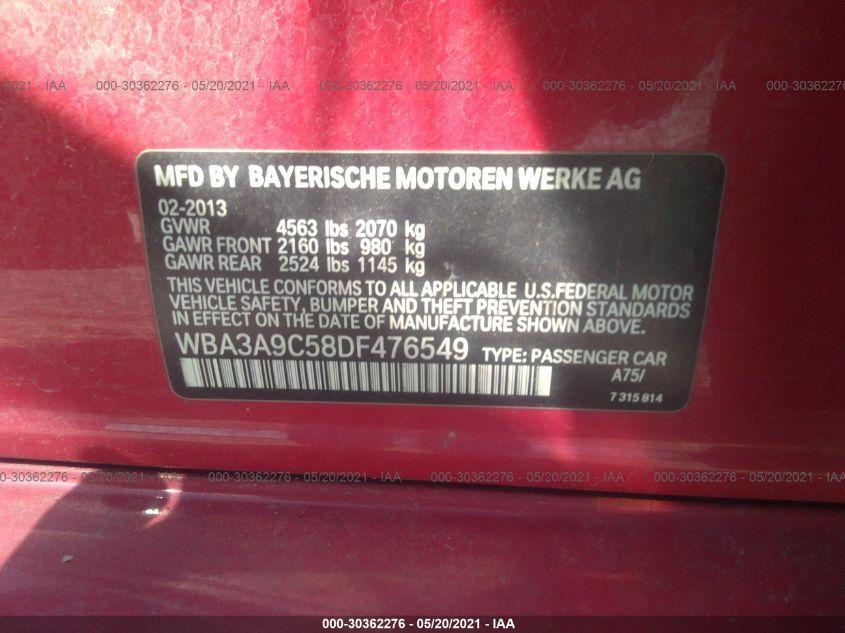 5/20/2021 - IAA 000-30362276 - 05/20/2021 - IAA 000-30362276 - 05/20/2021 - IAA 000-30362276
MFD BY BAYERISCHE MOTOREN WERKE AG
02-2013
GVWR 4563 lbs 2070 kg
GAWR FRONT 2160 lbs 980 kg
GAWR REAR 2524 lbs 1145 kg
THIS VEHICLE CONFORMS TO ALL APPLICABLE U.S.FEDERAL MOTOR
VEHICLE SAFETY, BUMPER AND THEFT PREVENTION STANDARDS
IN EFFECT ON THE DATE OF MANUFACTURE SHOWN ABOVE.
WBA3A9C58DF476549 TYPE: PASSENGER CAR
A75/
7 315 814
00-30362276 - 05/20/2021 - IAA 000-30362276 - 05/20/2021 - IAA 000-30362276 - 05/20/2021 - IAA 000-30362276 - 05/20/2
000-30362276 - 05/20/2021 - IAA